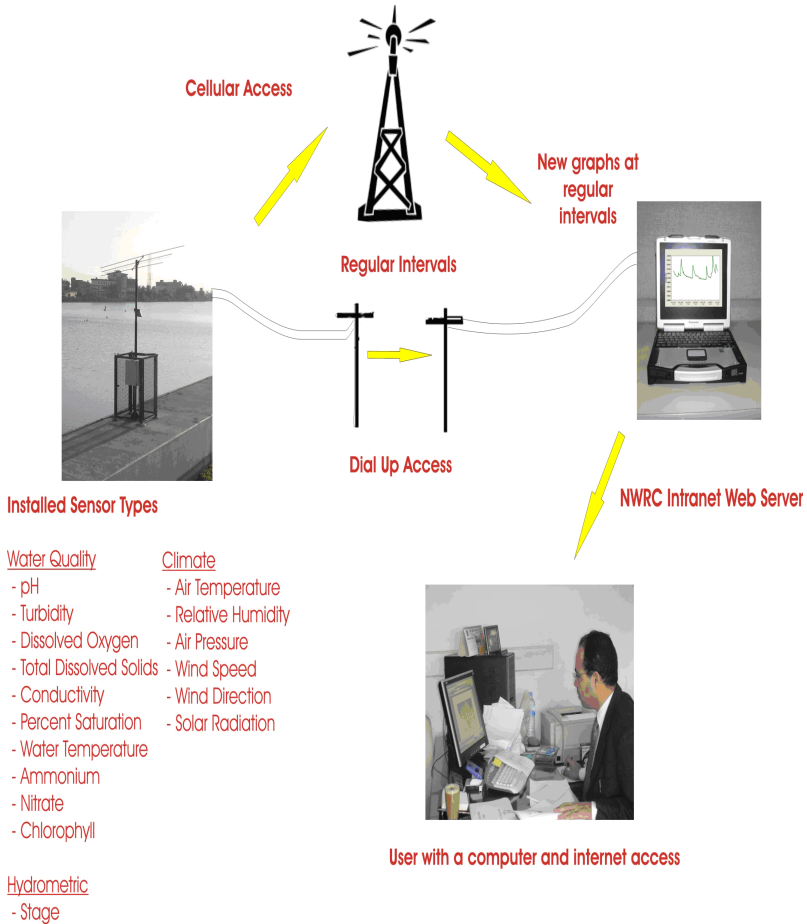 Cellular Access
New graphs at
regular
intervals
Regular Intervals
Dial Up Access
NWRC Intranet Web Server
Installed Sensor Types
Water Quality
- pH
- Turbidity
- Dissolved Oxygen
- Total Dissolved Solids
- Conductivity
- Percent Saturation
- Water Temperature
- Ammonium
- Nitrate
- Chlorophyll
Climate
- Air Temperature
- Relative Humidity
- Air Pressure
- Wind Speed
- Wind Direction
- Solar Radiation
Hydrometric
- Stage
User with a computer and internet access